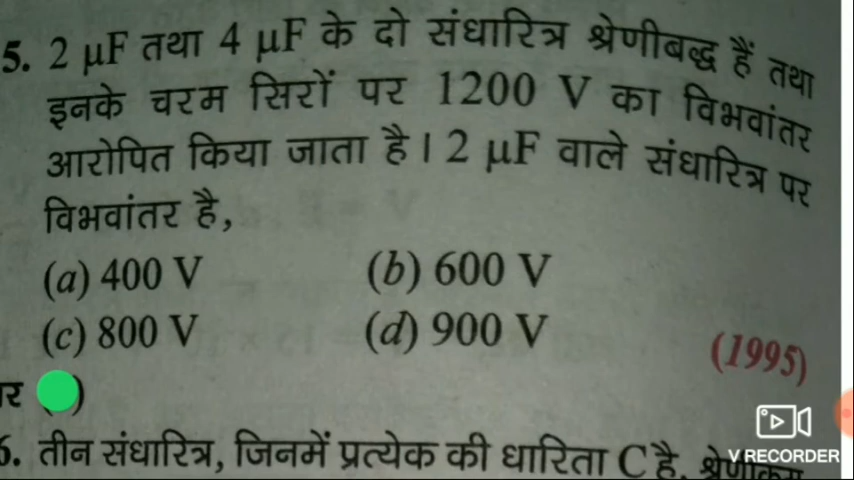 5. 2 μF तथा 4 μF के दो संधारित्र श्रेणीबद्ध हैं तथा
इनके चरम सिरों पर 1200 V का विभवांतर
आरोपित किया जाता है। 2 μF वाले संधारित्र पर
विभवांतर है,
(a) 400 V (b) 600 V
(c) 800 V (d) 900 V
(1995)
6. तीन संधारित्र, जिनमें प्रत्येक की धारिता C है,
V RECORDER